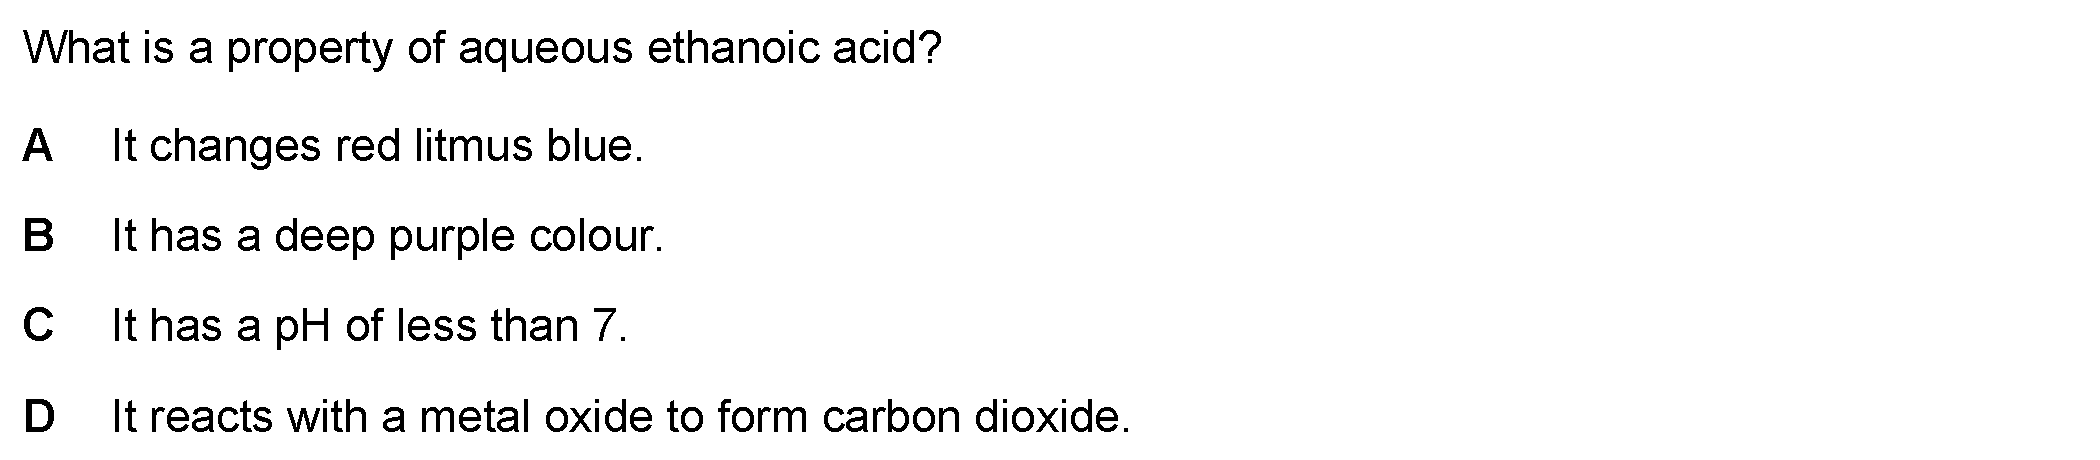 What is a property of aqueous ethanoic acid?
A It changes red litmus blue.
B It has a deep purple colour.
C It has a pH of less than 7.
D It reacts with a metal oxide to form carbon dioxide.